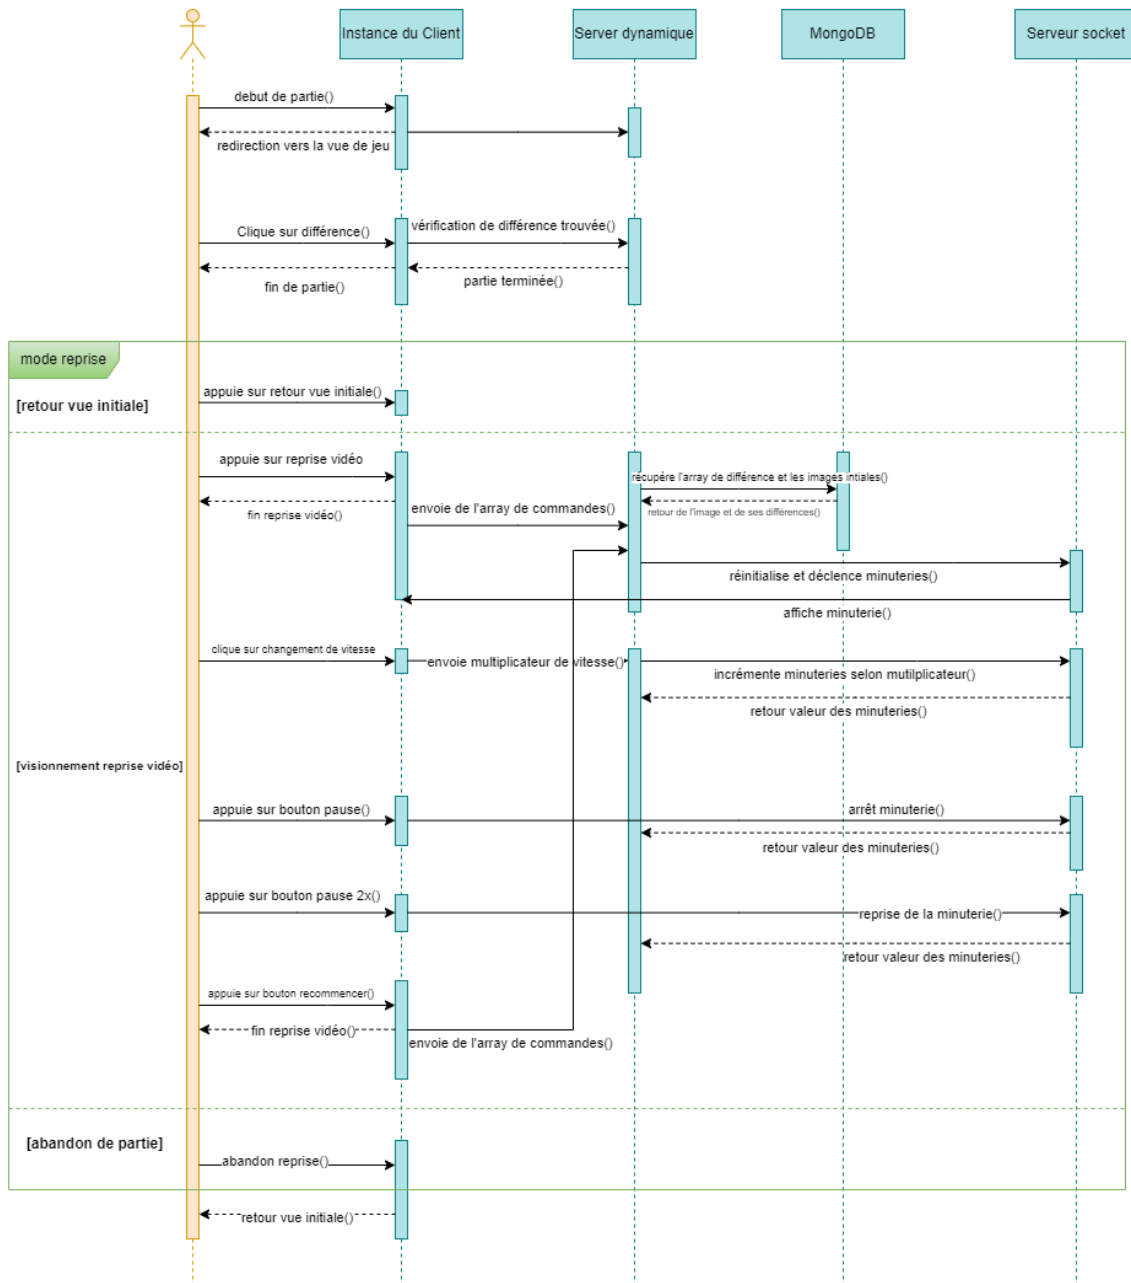 Instance du Client
Server dynamique
MongoDB
Serveur socket
debut de partie()
redirection vers la vue de jeu
Clique sur différence()
vérification de différence trouvée()
fin de partie()
partie terminée()
mode reprise
[retour vue initiale]
appuie sur retour vue initiale()
appuie sur reprise vidéo
récupère l'array de différence et les images intiales()
fin reprise vidéo()
envoie de l'array de commandes()
retour de l'image et de ses différences()
réinitialise et déclence minuteries()
affiche minuterie()
clique sur changement de vitesse
envoie multiplicateur de vitesse()
incrémente minuteries selon mutilplicateur()
retour valeur des minuteries()
[visionnement reprise vidéo]
appuie sur bouton pause()
arrêt minuterie()
retour valeur des minuteries()
appuie sur bouton pause 2x()
reprise de la minuterie()
retour valeur des minuteries()
appuie sur bouton recommencer()
fin reprise vidéo()
envoie de l'array de commandes()
[abandon de partie]
abandon reprise()
retour vue initiale()